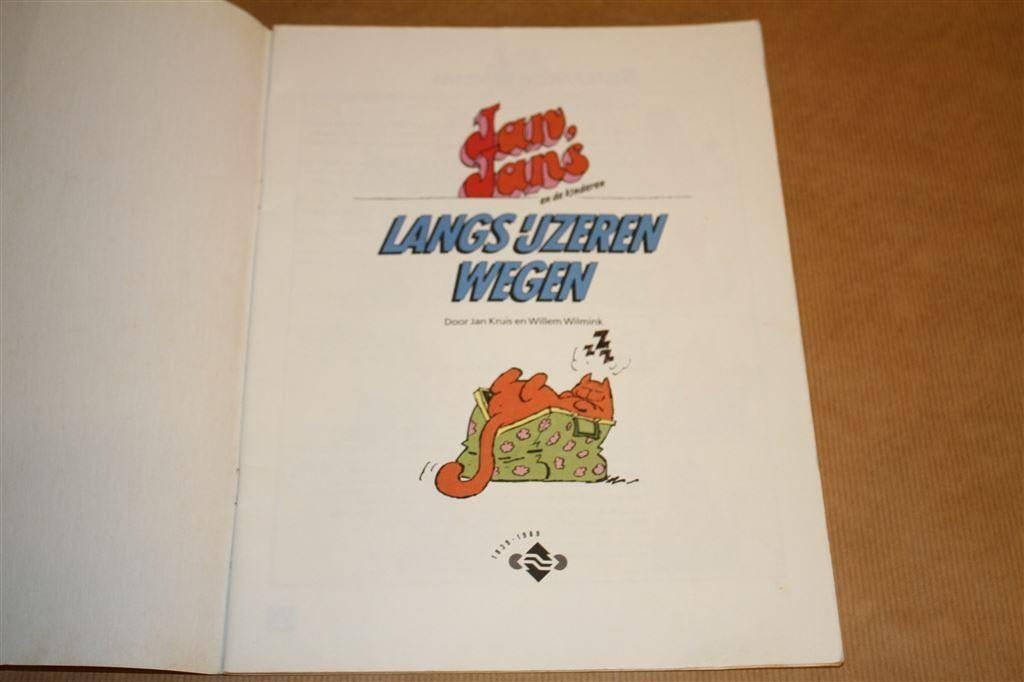 Jan,
Jans
en de kinderen
LANGS IJZEREN
WEGEN
Door Jan Kruis en Willem Wilmink
zZz
1839-1989